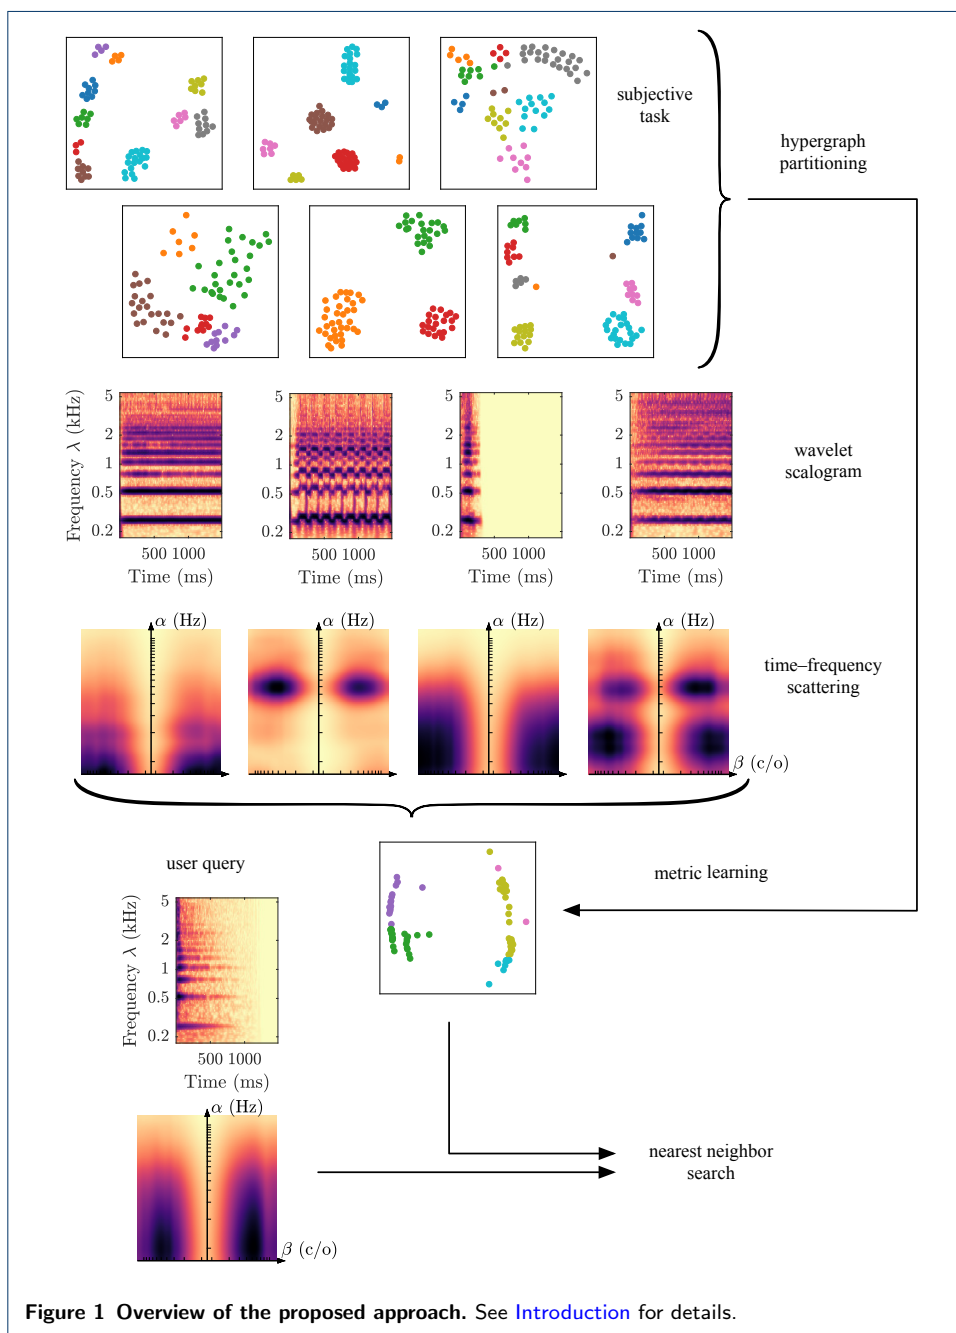 subjective
task
hypergraph
partitioning
5
2
1
0.5
0.2
Frequency λ (kHz)
500 1000
Time (ms)
5
2
1
0.5
0.2
500 1000
Time (ms)
5
2
1
0.5
0.2
500 1000
Time (ms)
5
2
1
0.5
0.2
500 1000
Time (ms)
wavelet
scalogram
α (Hz)
α (Hz)
α (Hz)
α (Hz)
β (c/o)
time–frequency
scattering
user query
metric learning
5
2
1
0.5
0.2
Frequency λ (kHz)
500 1000
Time (ms)
α (Hz)
β (c/o)
nearest neighbor
search
Figure 1 Overview of the proposed approach. See Introduction for details.